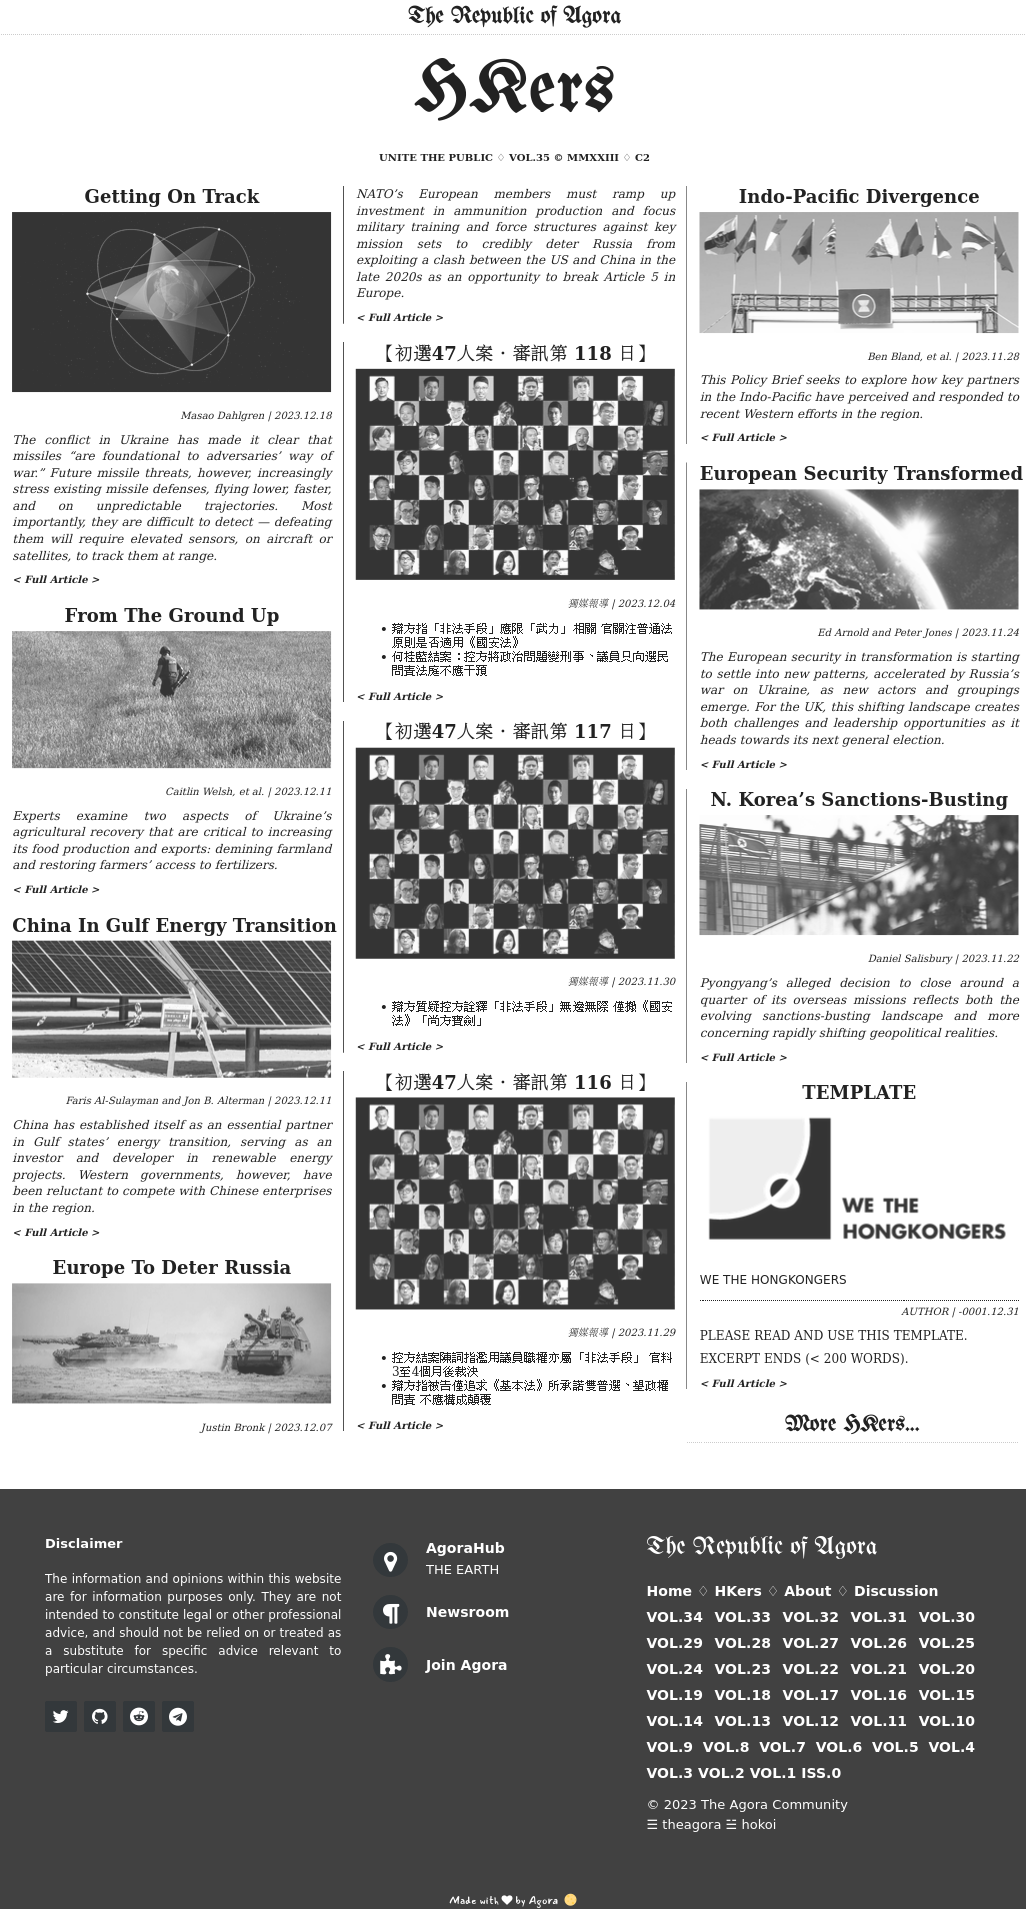 The Republic of Agora
HKers
UNITE THE PUBLIC ♢ VOL.35 © MMXXIII ♢ C2
Getting On Track
Masao Dahlgren | 2023.12.18
The conflict in Ukraine has made it clear that
missiles “are foundational to adversaries’ way of
war.” Future missile threats, however, increasingly
stress existing missile defenses, flying lower, faster,
and on unpredictable trajectories. Most
importantly, they are difficult to detect — defeating
them will require elevated sensors, on aircraft or
satellites, to track them at range.
< Full Article >
From The Ground Up
Caitlin Welsh, et al. | 2023.12.11
Experts examine two aspects of Ukraine’s
agricultural recovery that are critical to increasing
its food production and exports: demining farmland
and restoring farmers’ access to fertilizers.
< Full Article >
China In Gulf Energy Transition
Faris Al-Sulayman and Jon B. Alterman | 2023.12.11
China has established itself as an essential partner
in Gulf states’ energy transition, serving as an
investor and developer in renewable energy
projects. Western governments, however, have
been reluctant to compete with Chinese enterprises
in the region.
< Full Article >
Europe To Deter Russia
Justin Bronk | 2023.12.07
NATO’s European members must ramp up
investment in ammunition production and focus
military training and force structures against key
mission sets to credibly deter Russia from
exploiting a clash between the US and China in the
late 2020s as an opportunity to break Article 5 in
Europe.
< Full Article >
【初選47人案・審訊第 118 日】
獨媒報導 | 2023.12.04
• 辯方指「非法手段」應限「武力」相關 官關注普通法
原則是否適用《國安法》
• 何桂藍結案：控方將政治問題變刑事、議員只向選民
問責法庭不應干預
< Full Article >
【初選47人案・審訊第 117 日】
獨媒報導 | 2023.11.30
• 辯方質疑控方詮釋「非法手段」無邊無際 僅撥《國安
法》「尚方寶劍」
< Full Article >
【初選47人案・審訊第 116 日】
獨媒報導 | 2023.11.29
• 控方結案陳詞指濫用議員職權亦屬「非法手段」 官料
3至4個月後裁決
• 辯方指被告僅追求《基本法》所承諾雙普選、望政權
問責 不應構成顛覆
< Full Article >
Indo-Pacific Divergence
Ben Bland, et al. | 2023.11.28
This Policy Brief seeks to explore how key partners
in the Indo-Pacific have perceived and responded to
recent Western efforts in the region.
< Full Article >
European Security Transformed
Ed Arnold and Peter Jones | 2023.11.24
The European security in transformation is starting
to settle into new patterns, accelerated by Russia’s
war on Ukraine, as new actors and groupings
emerge. For the UK, this shifting landscape creates
both challenges and leadership opportunities as it
heads towards its next general election.
< Full Article >
N. Korea’s Sanctions-Busting
Daniel Salisbury | 2023.11.22
Pyongyang’s alleged decision to close around a
quarter of its overseas missions reflects both the
evolving sanctions-busting landscape and more
concerning rapidly shifting geopolitical realities.
< Full Article >
TEMPLATE
WE THE
HONGKONGERS
WE THE HONGKONGERS
AUTHOR | -0001.12.31
PLEASE READ AND USE THIS TEMPLATE.
EXCERPT ENDS (< 200 WORDS).
< Full Article >
More HKers...
Disclaimer
The information and opinions within this website
are for information purposes only. They are not
intended to constitute legal or other professional
advice, and should not be relied on or treated as
a substitute for specific advice relevant to
particular circumstances.
AgoraHub
THE EARTH
Newsroom
Join Agora
The Republic of Agora
Home ♢ HKers ♢ About ♢ Discussion
VOL.34 VOL.33 VOL.32 VOL.31 VOL.30
VOL.29 VOL.28 VOL.27 VOL.26 VOL.25
VOL.24 VOL.23 VOL.22 VOL.21 VOL.20
VOL.19 VOL.18 VOL.17 VOL.16 VOL.15
VOL.14 VOL.13 VOL.12 VOL.11 VOL.10
VOL.9 VOL.8 VOL.7 VOL.6 VOL.5 VOL.4
VOL.3 VOL.2 VOL.1 ISS.0
© 2023 The Agora Community
☰ theagora ☱ hokoi
Made with ♥ by Agora